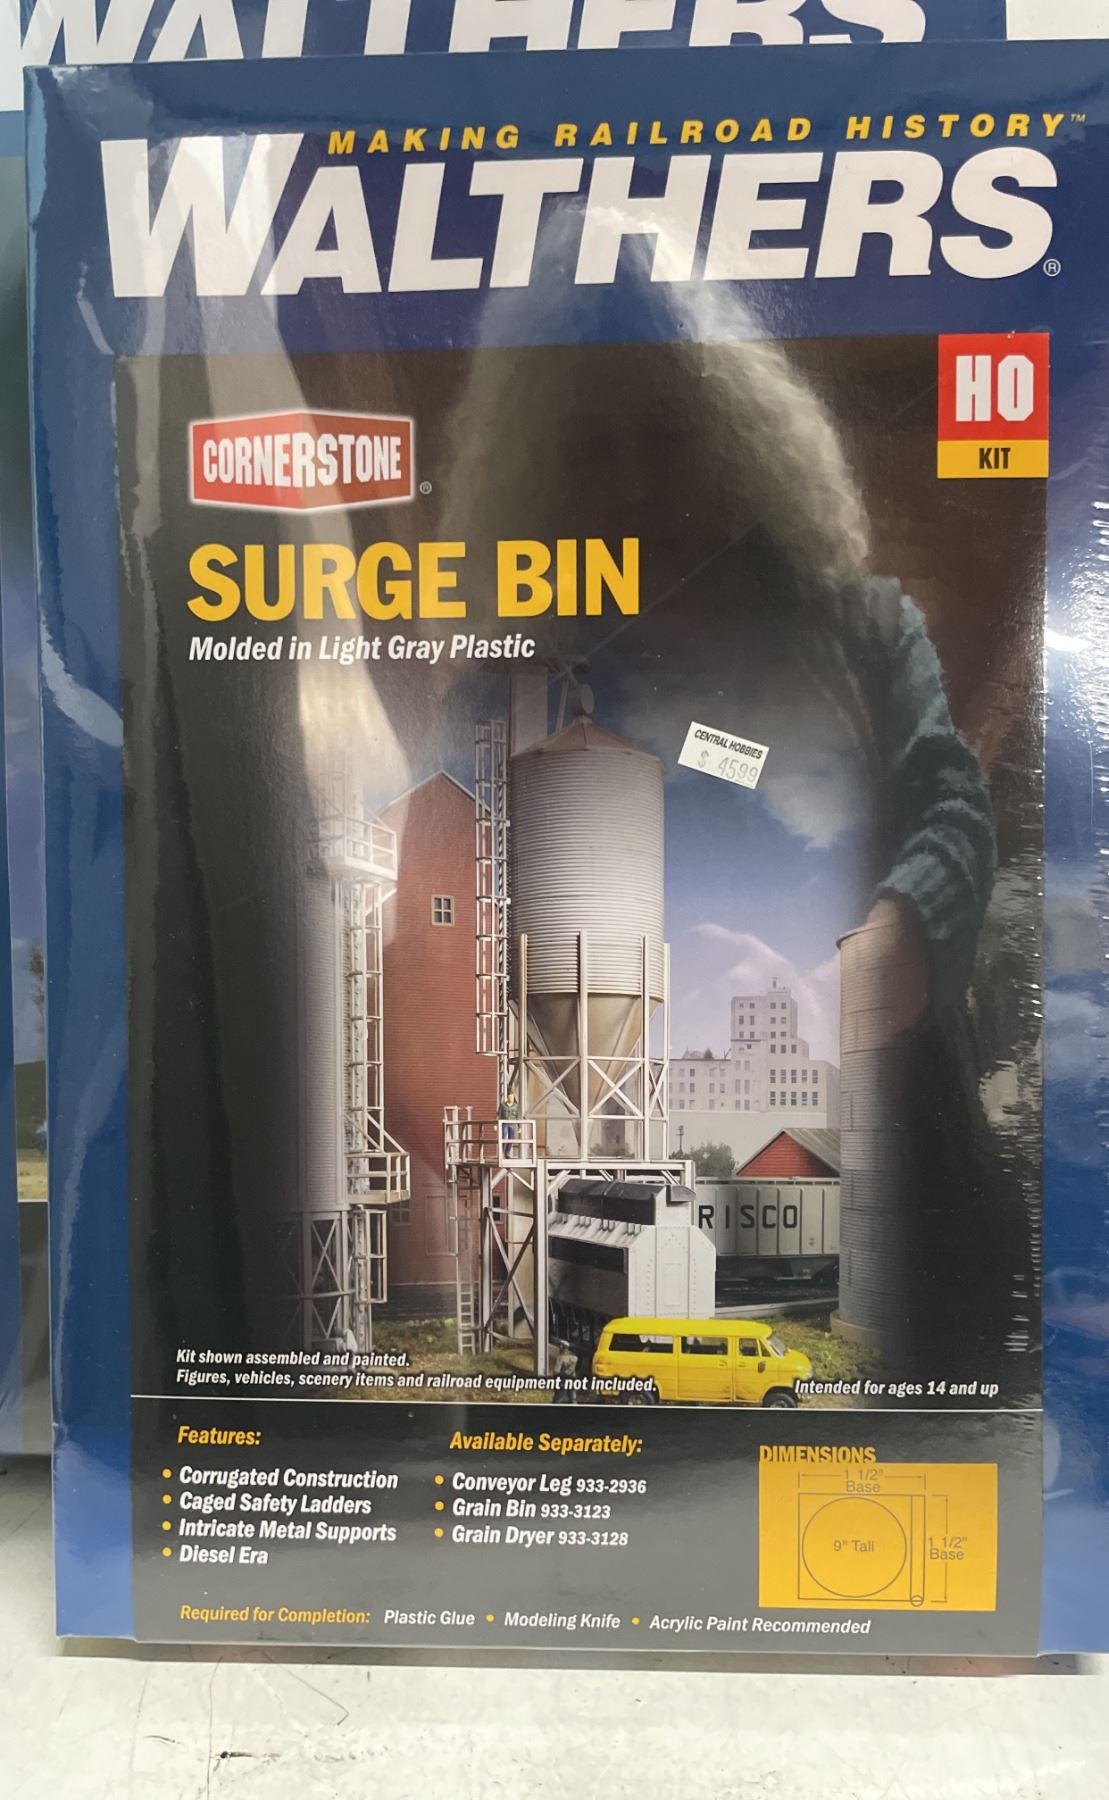 WALTHERS
MAKING RAILROAD HISTORY™
WALTHERS®
HO
KIT
CORNERSTONE®
SURGE BIN
Molded in Light Gray Plastic
CENTRAL HOBBIES
$ 4599
RISCO
Kit shown assembled and painted.
Figures, vehicles, scenery items and railroad equipment not included.
Intended for ages 14 and up
Features:
• Corrugated Construction
• Caged Safety Ladders
• Intricate Metal Supports
• Diesel Era
Available Separately:
• Conveyor Leg 933-2936
• Grain Bin 933-3123
• Grain Dryer 933-3128
DIMENSIONS
1 1/2"
Base
9" Tall
1 1/2"
Base
Required for Completion: Plastic Glue • Modeling Knife • Acrylic Paint Recommended